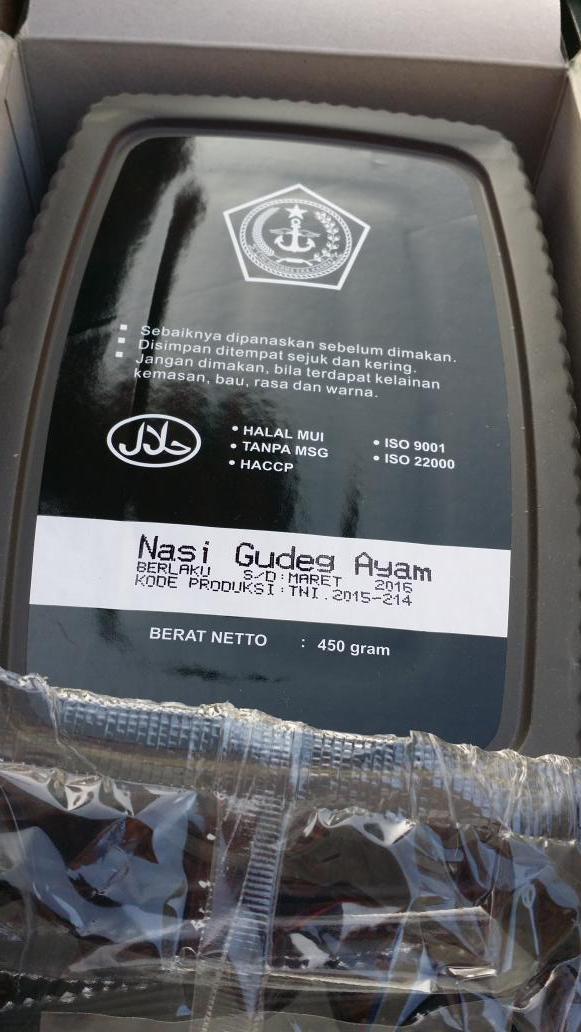 Sebaiknya dipanaskan sebelum dimakan.
Disimpan ditempat sejuk dan kering.
Jangan dimakan, bila terdapat kelainan
kemasan, bau, rasa dan warna.
حلال
• HALAL MUI
• TANPA MSG
• HACCP
• ISO 9001
• ISO 22000
Nasi Gudeg Ayam
BERLAKU S/D:MARET 2016
KODE PRODUKSI:TNI.2015-214
BERAT NETTO : 450 gram